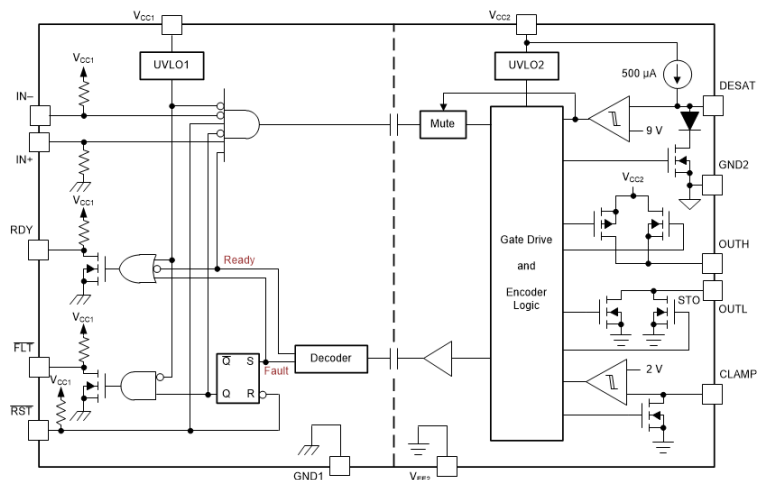 VCC1
VCC2
VCC1
UVLO1
UVLO2
500 µA
DESAT
IN–
Mute
9 V
IN+
GND2
VCC1
VCC2
RDY
Ready
Gate Drive
and
Encoder
Logic
OUTH
STO
OUTL
VCC1
FLT
Q S
Fault
Decoder
2 V
VCC1
CLAMP
Q R
RST
GND1
VEE2